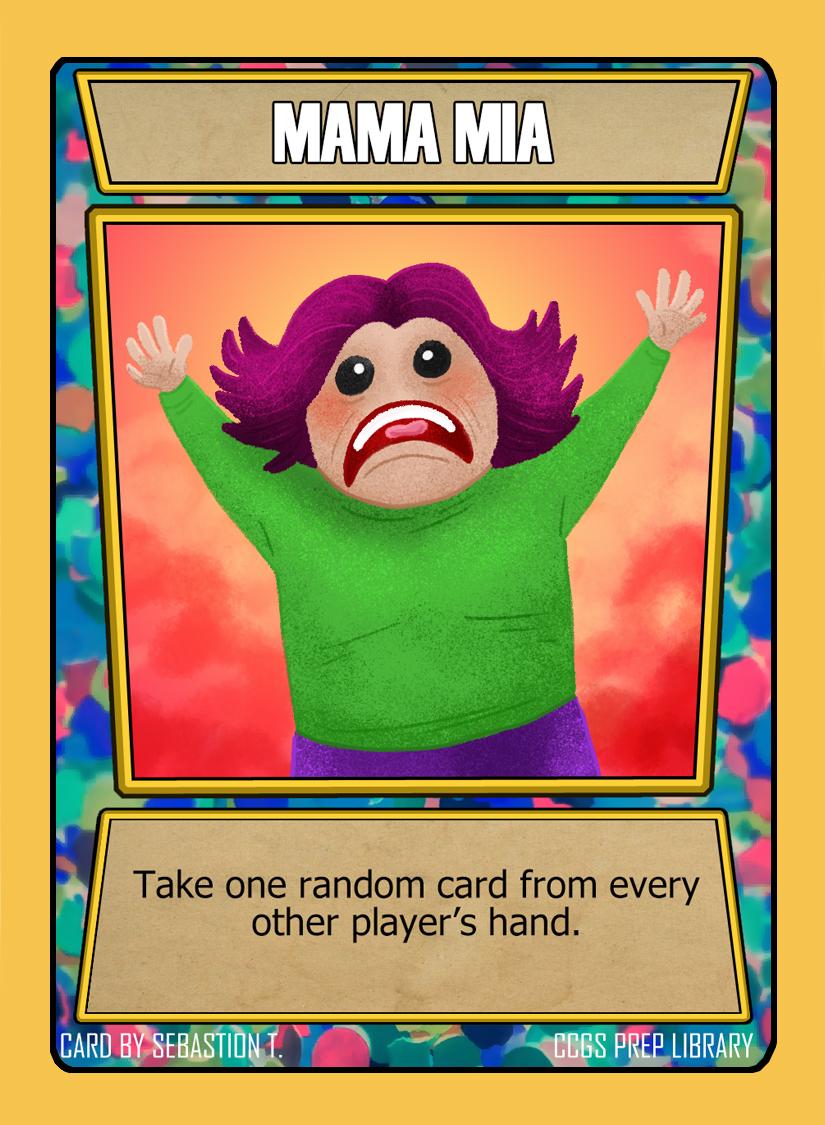 MAMA MIA
Take one random card from every
other player’s hand.
CARD BY SEBASTION T.
CCGS PREP LIBRARY